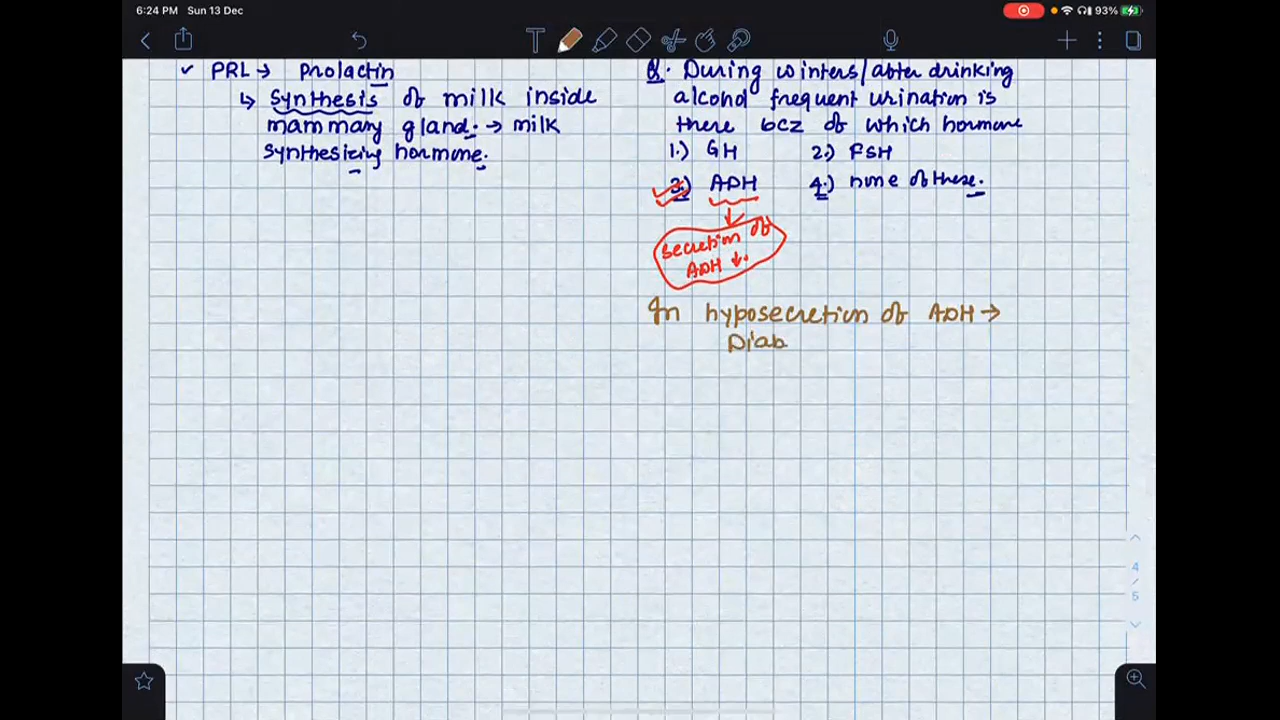 6:24 PM Sun 13 Dec
93%
✓ PRL → Prolactin
↳ Synthesis of milk inside
mammary gland. → milk
synthesizing hormone.
Q. During winters/after drinking
alcohol frequent urination is
there bcz of which hormone
1.) GH 2.) FSH
3.) ADH 4.) none of these.
Secretion of
ADH ↓.
In hyposecretion of ADH →
Diab
4
/
5